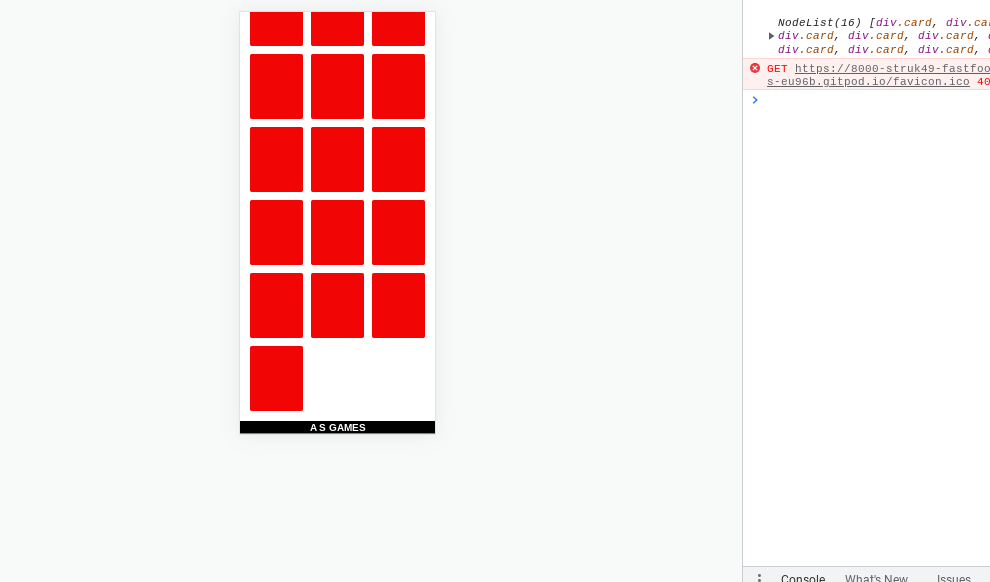 NodeList(16) [div.card, div.ca
div.card, div.card, div.card,
div.card, div.card, div.card,
GET https://8000-struk49-fastfoo
s-eu96b.gitpod.io/favicon.ico 40
A S GAMES
Console What's New Issues